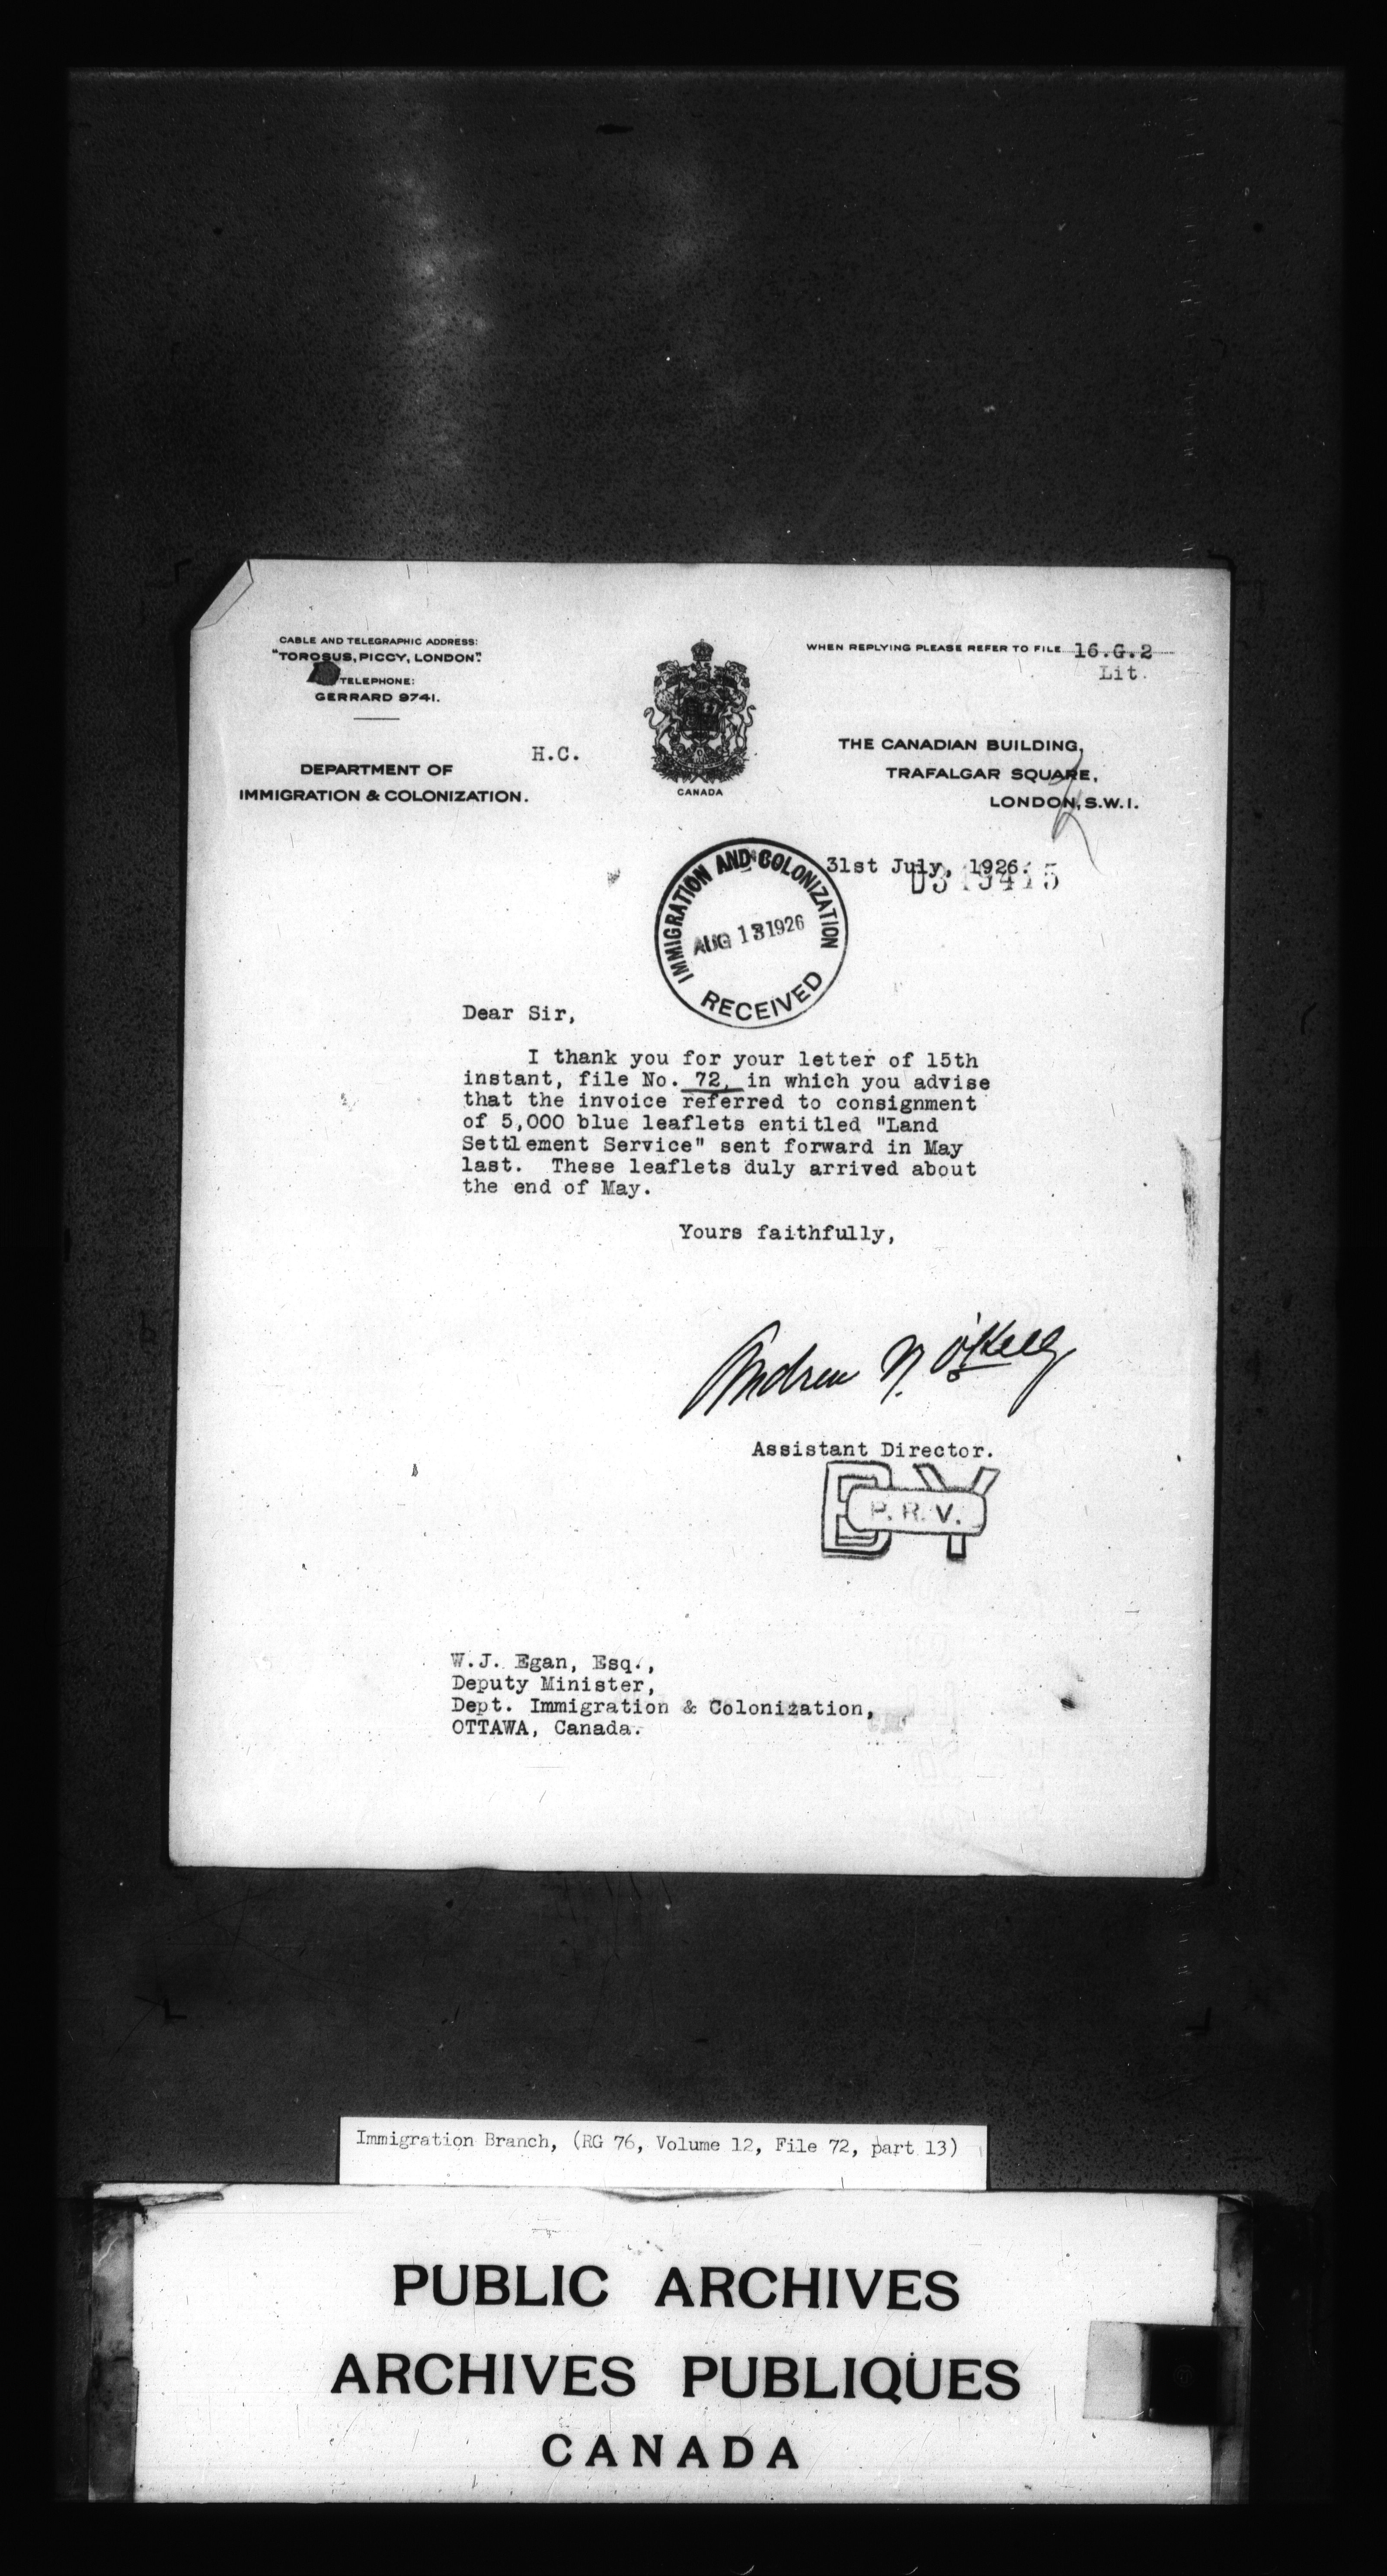 CABLE AND TELEGRAPHIC ADDRESS:
"TOROSUS, PICCY, LONDON".
TELEPHONE:
GERRARD 9741.
WHEN REPLYING PLEASE REFER TO FILE 16.G.2
Lit.
H.C.
DEPARTMENT OF
IMMIGRATION & COLONIZATION.
CANADA
THE CANADIAN BUILDING,
TRAFALGAR SQUARE,
LONDON, S.W.1.
31st July, 1926.
IMMIGRATION AND COLONIZATION
AUG 13 1926
RECEIVED
Dear Sir,
I thank you for your letter of 15th
instant, file No. 72, in which you advise
that the invoice referred to consignment
of 5,000 blue leaflets entitled "Land
Settlement Service" sent forward in May
last. These leaflets duly arrived about
the end of May.
Yours faithfully,
Andrew N. O'Kelly
Assistant Director.
P. R. V.
W.J. Egan, Esq.,
Deputy Minister,
Dept. Immigration & Colonization,
OTTAWA, Canada.
Immigration Branch, (RG 76, Volume 12, File 72, part 13)
PUBLIC ARCHIVES
ARCHIVES PUBLIQUES
CANADA